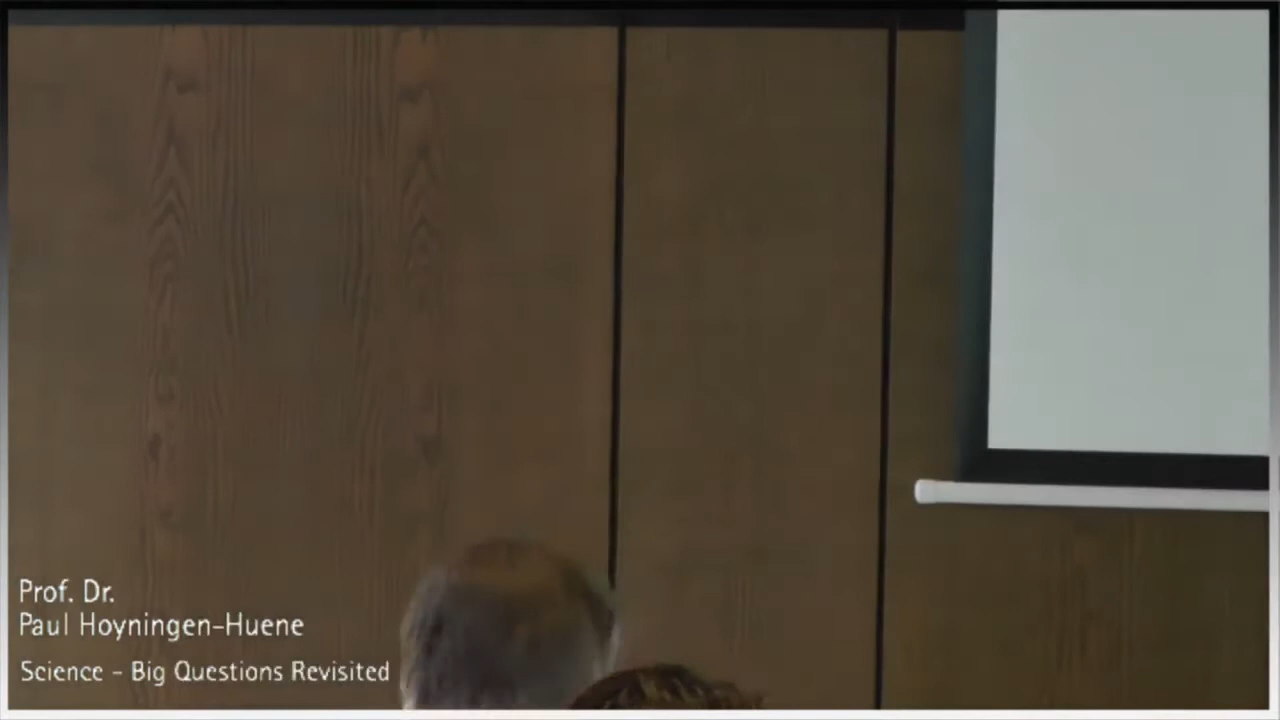 Prof. Dr.
Paul Hoyningen-Huene
Science - Big Questions Revisited